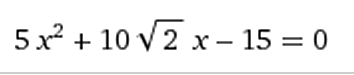 5 x² + 10 √2 x – 15 = 0